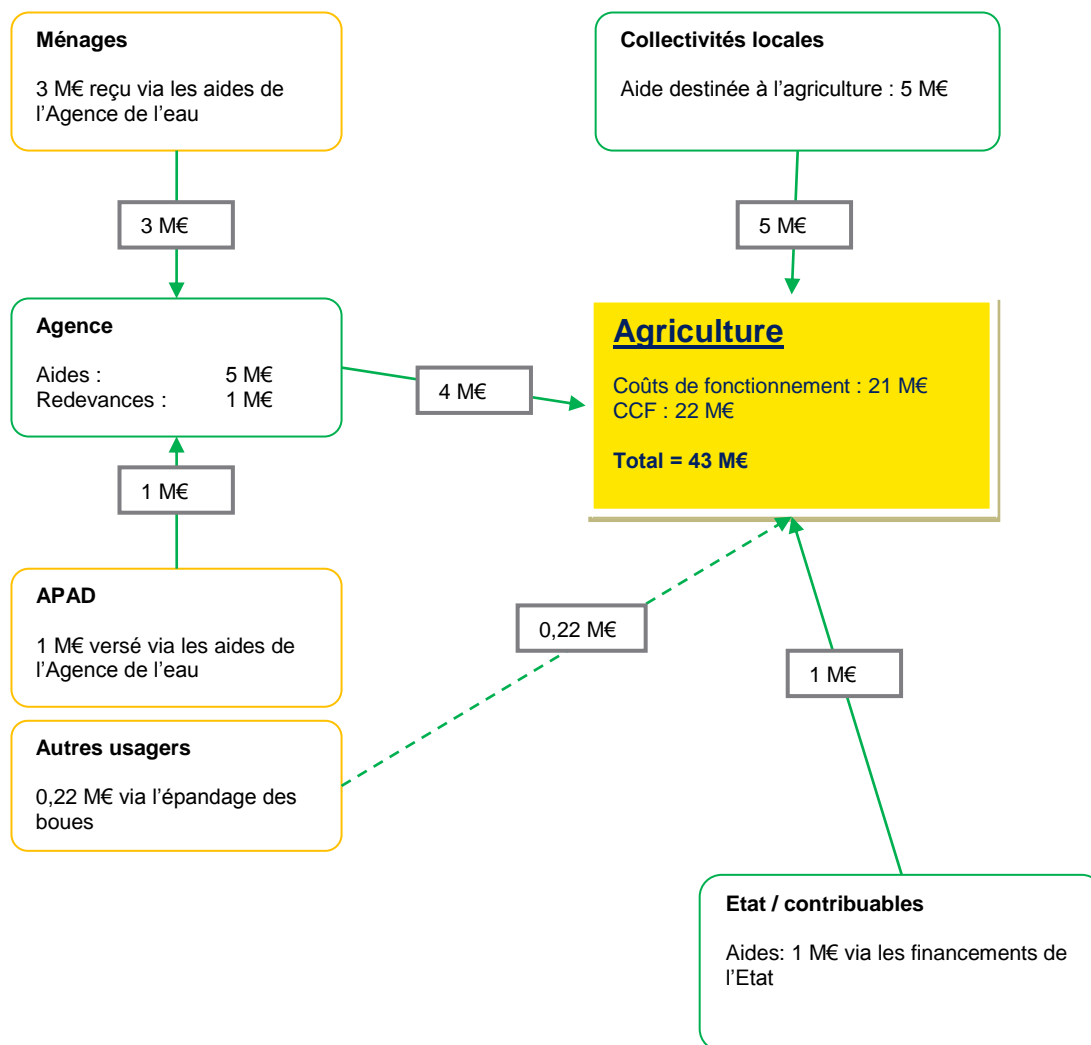 Ménages
3 M€ reçu via les aides de
l’Agence de l’eau
Collectivités locales
Aide destinée à l’agriculture : 5 M€
3 M€
5 M€
Agence
Aides : 5 M€
Redevances : 1 M€
4 M€
Agriculture
Coûts de fonctionnement : 21 M€
CCF : 22 M€
Total = 43 M€
1 M€
APAD
1 M€ versé via les aides de
l’Agence de l’eau
0,22 M€
1 M€
Autres usagers
0,22 M€ via l’épandage des
boues
Etat / contribuables
Aides: 1 M€ via les financements de
l’Etat